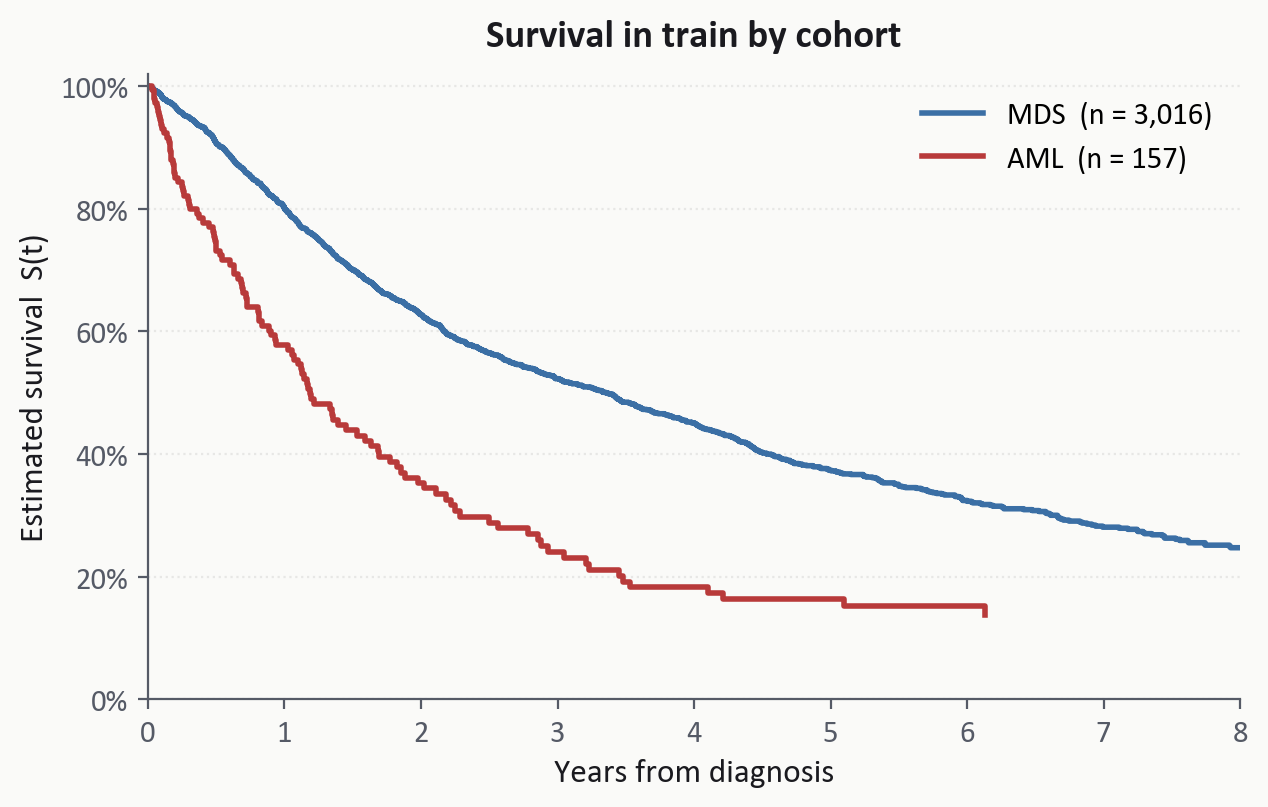 Survival in train by cohort
MDS (n = 3,016)
AML (n = 157)
Estimated survival S(t)
100%
80%
60%
40%
20%
0%
0 1 2 3 4 5 6 7 8
Years from diagnosis